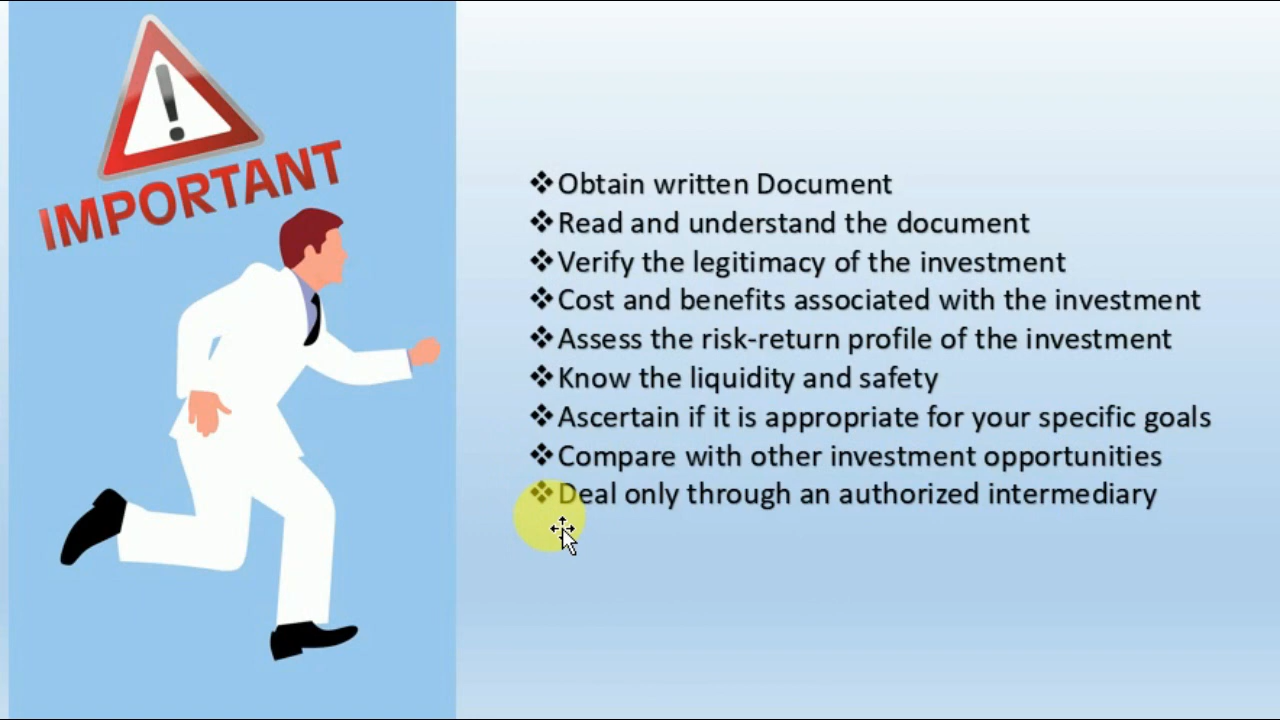 IMPORTANT
❖Obtain written Document
❖Read and understand the document
❖Verify the legitimacy of the investment
❖Cost and benefits associated with the investment
❖Assess the risk-return profile of the investment
❖Know the liquidity and safety
❖Ascertain if it is appropriate for your specific goals
❖Compare with other investment opportunities
❖Deal only through an authorized intermediary